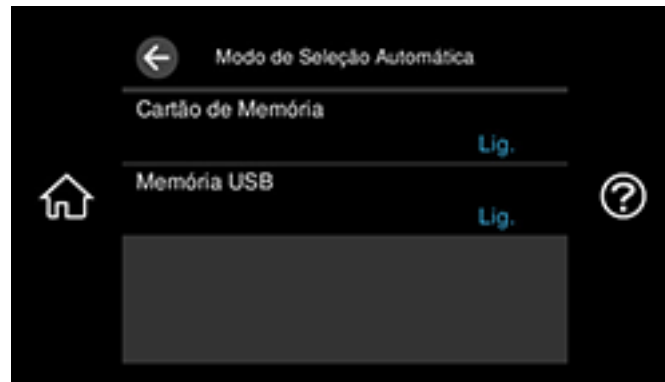 Modo de Seleção Automática
Cartão de Memória
Lig.
Memória USB
Lig.
?